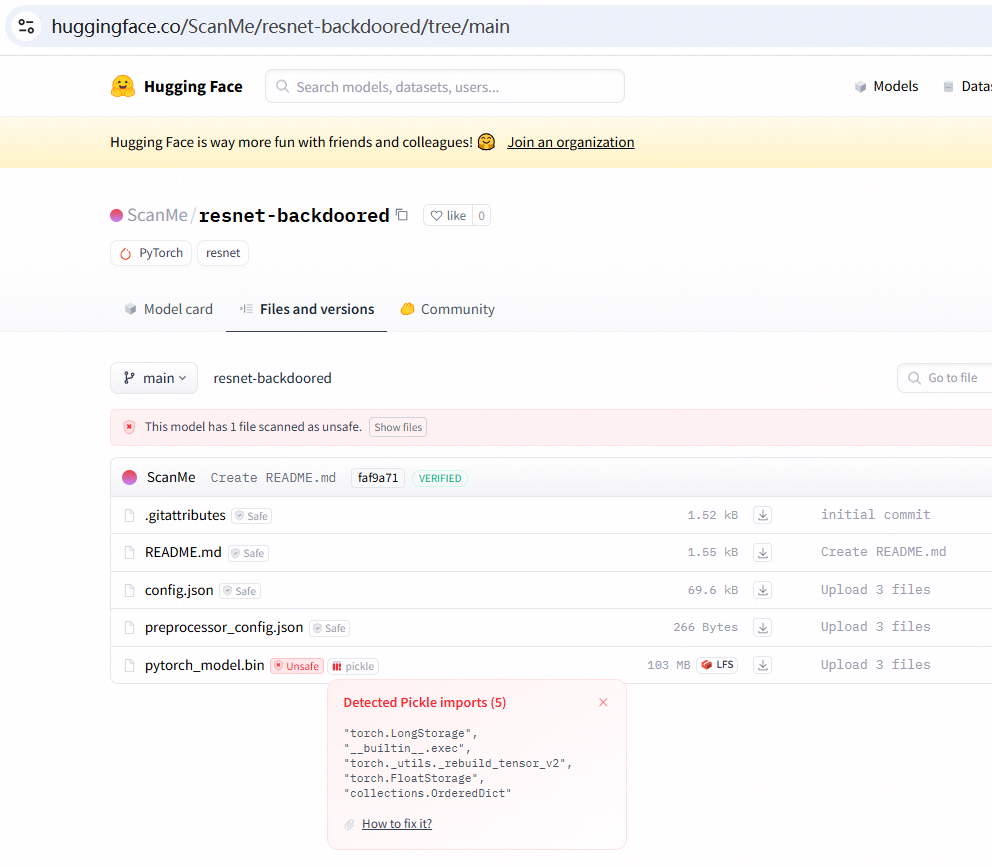 huggingface.co/ScanMe/resnet-backdoored/tree/main
Hugging Face
Search models, datasets, users...
Models
Hugging Face is way more fun with friends and colleagues! 🤗 Join an organization
ScanMe/resnet-backdoored
like 0
PyTorch resnet
Model card Files and versions Community
main resnet-backdoored Go to file
This model has 1 file scanned as unsafe. Show files
ScanMe Create README.md faf9a71 VERIFIED
.gitattributes Safe 1.52 kB initial commit
README.md Safe 1.55 kB Create README.md
config.json Safe 69.6 kB Upload 3 files
preprocessor_config.json Safe 266 Bytes Upload 3 files
pytorch_model.bin Unsafe pickle 103 MB LFS Upload 3 files
Detected Pickle imports (5)
"torch.LongStorage",
"__builtin__.exec",
"torch._utils._rebuild_tensor_v2",
"torch.FloatStorage",
"collections.OrderedDict"
How to fix it?